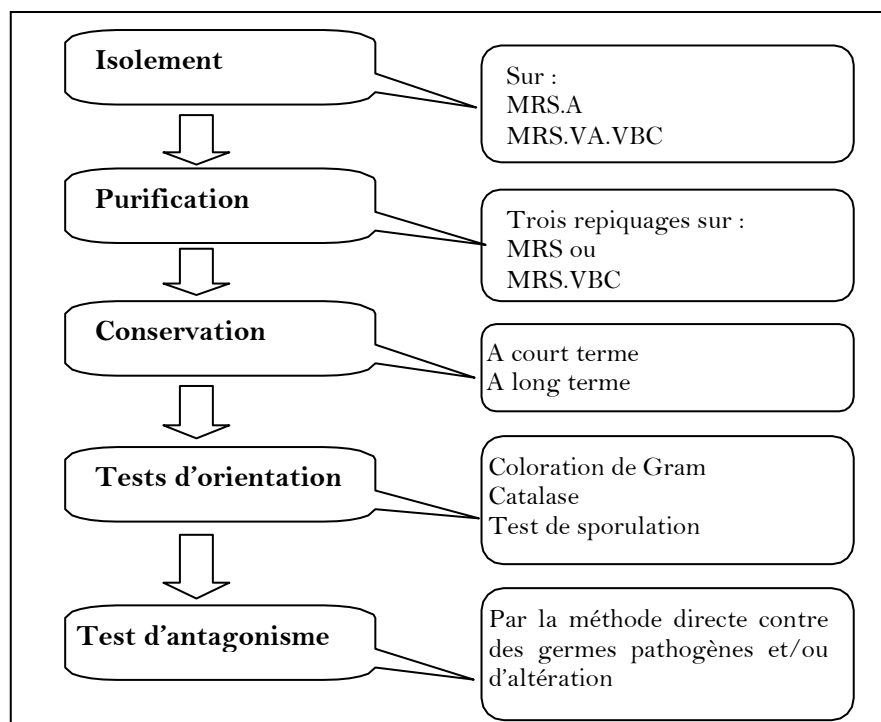 Isolement
Sur :
MRS.A
MRS.VA.VBC
Purification
Trois repiquages sur :
MRS ou
MRS.VBC
Conservation
A court terme
A long terme
Tests d'orientation
Coloration de Gram
Catalase
Test de sporulation
Test d'antagonisme
Par la méthode directe contre
des germes pathogènes et/ou
d'altération